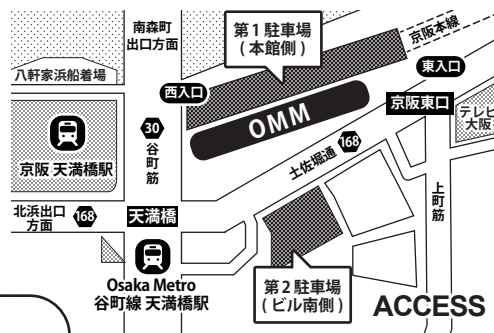 南森町
出口方面
第1駐車場
(本館側)
京阪本線
八軒家浜船着場
西入口
東入口
OMM
京阪東口
テレビ
大阪
30
谷町筋
168
土佐堀通
京阪 天満橋駅
上町筋
北浜出口
方面
168
天満橋
Osaka Metro
谷町線 天満橋駅
第2駐車場
(ビル南側)
ACCESS